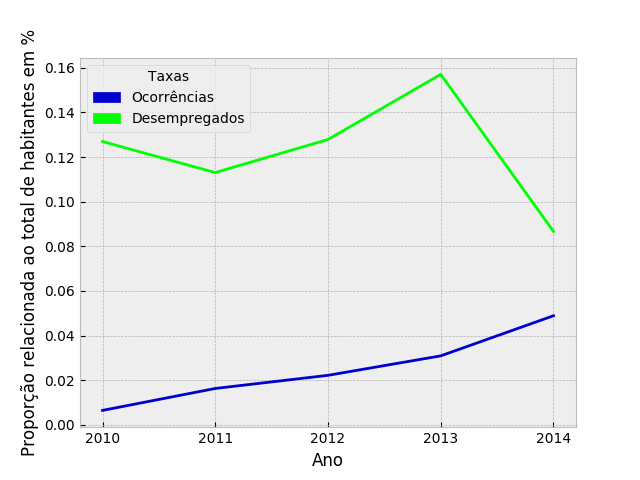 Proporção relacionada ao total de habitantes em %
0.16
0.14
0.12
0.10
0.08
0.06
0.04
0.02
0.00
Taxas
Ocorrências
Desempregados
2010 2011 2012 2013 2014
Ano